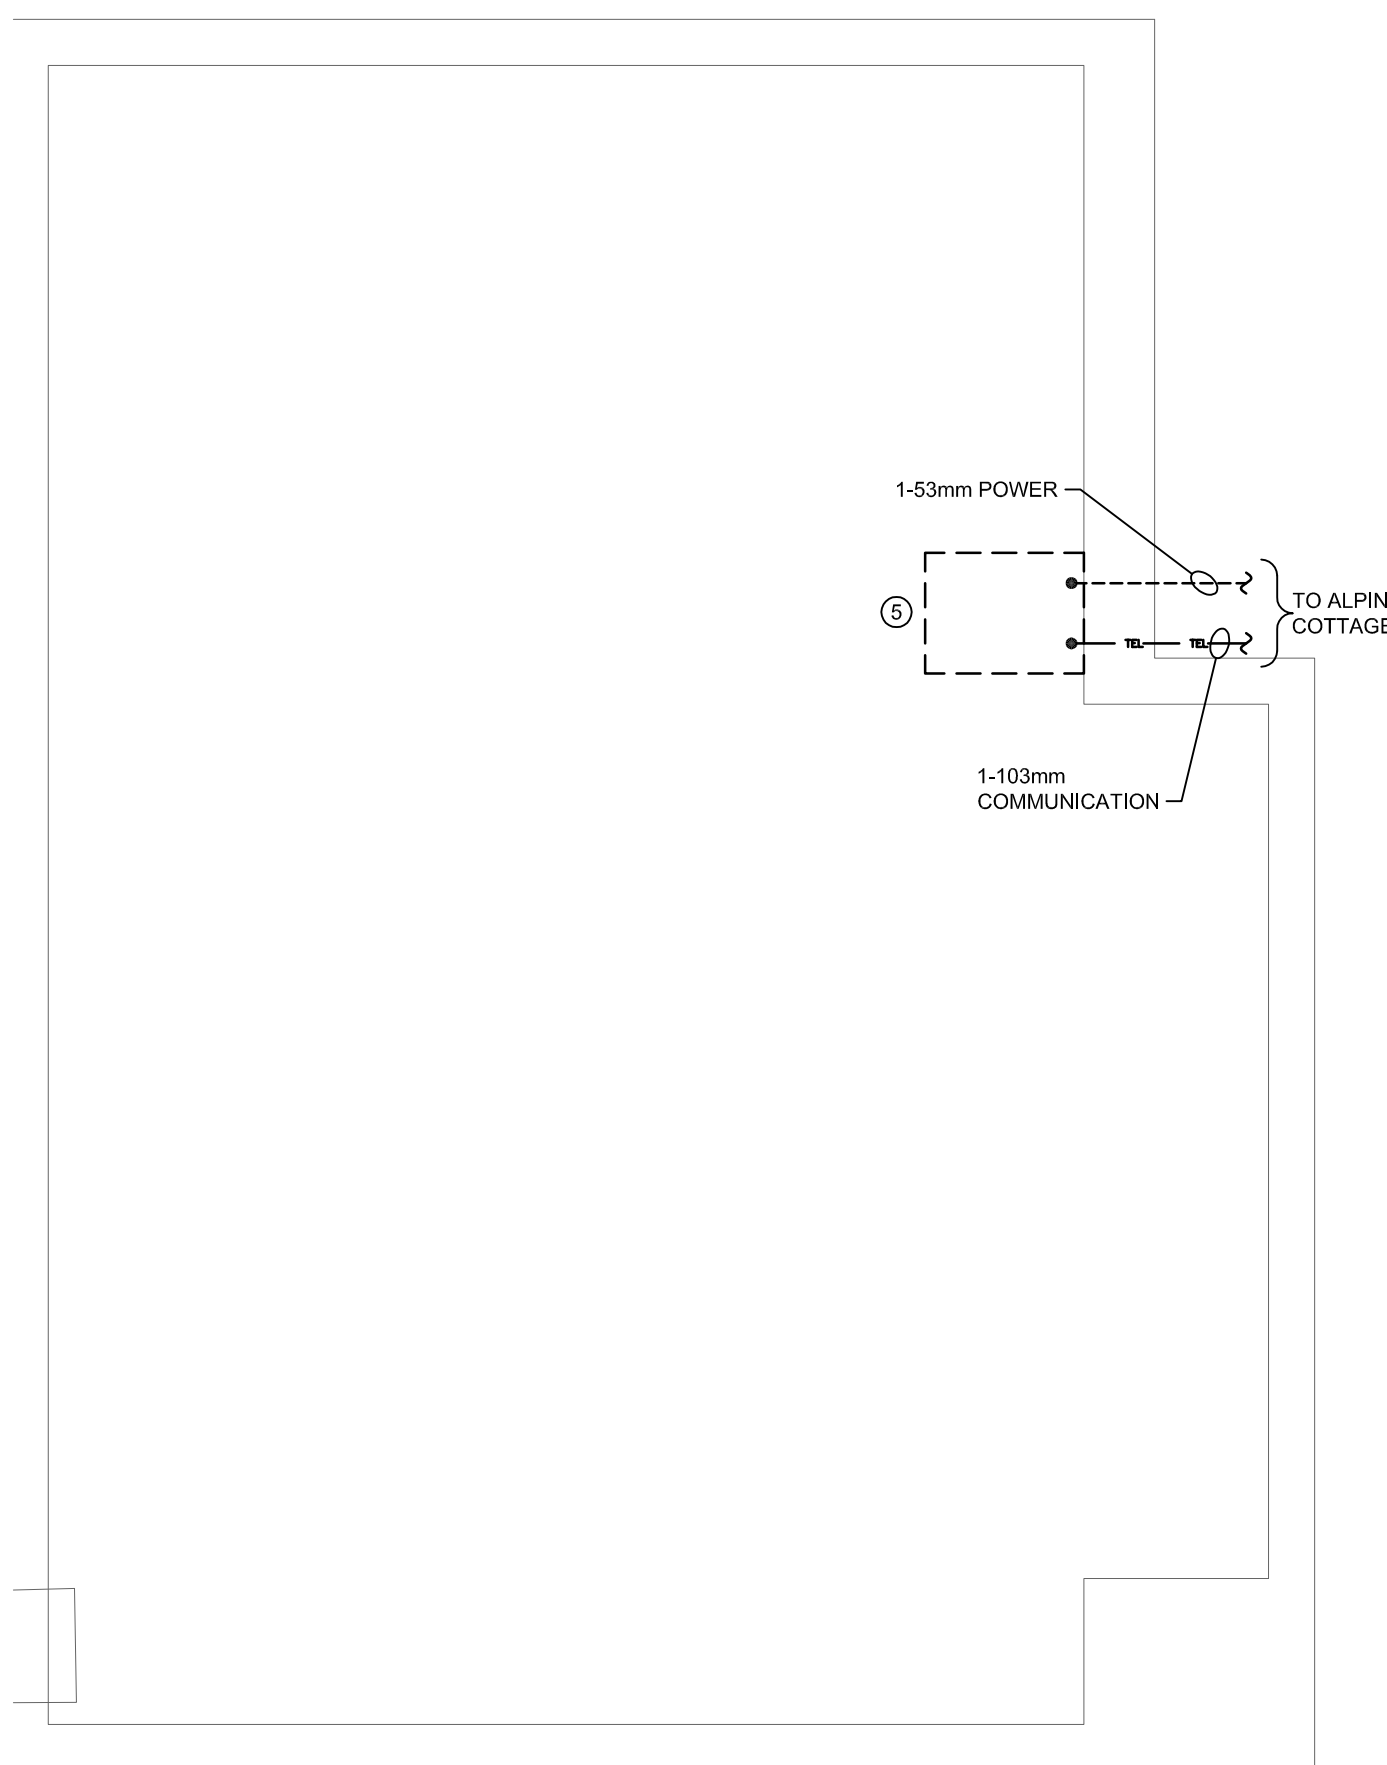 1-53mm POWER
5
TO ALPIN
COTTAGE
TEL TEL
1-103mm
COMMUNICATION